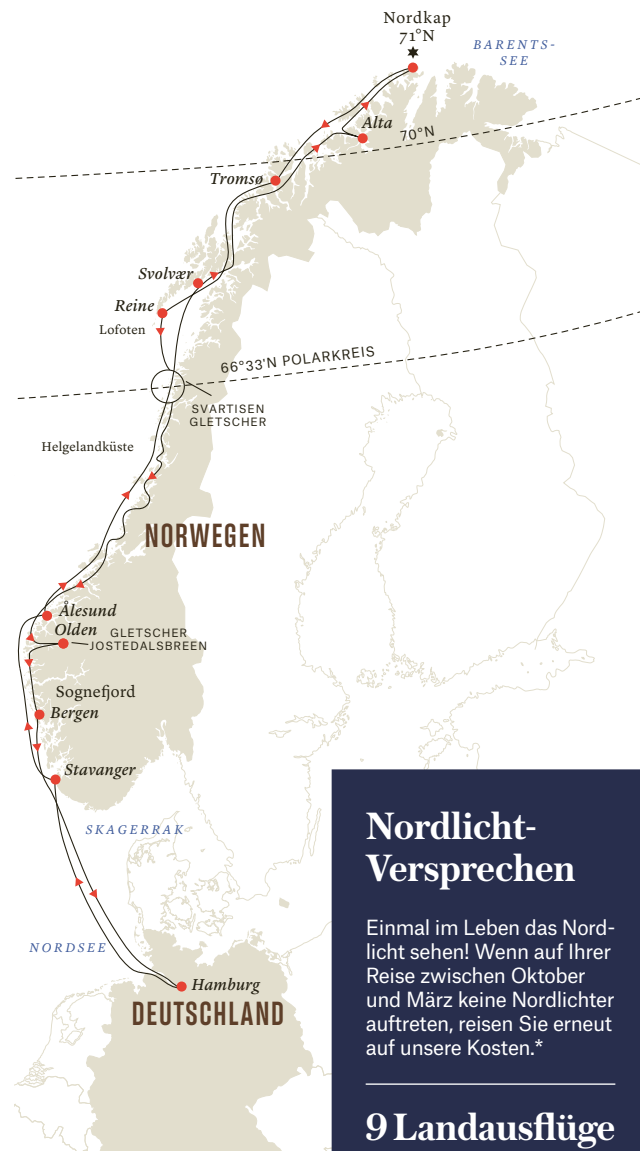 Nordkap
71°N
BARENTS-
SEE
Alta
70°N
Tromsø
Svolvær
Reine
Lofoten
66°33'N POLARKREIS
SVARTISEN
GLETSCHER
Helgelandküste
NORWEGEN
Ålesund
Olden
GLETSCHER
JOSTEDALSBREEN
Sognefjord
Bergen
Stavanger
SKAGERRAK
NORDSEE
Hamburg
DEUTSCHLAND
Nordlicht-
Versprechen
Einmal im Leben das Nord-
licht sehen! Wenn auf Ihrer
Reise zwischen Oktober
und März keine Nordlichter
auftreten, reisen Sie erneut
auf unsere Kosten.*
9 Landausflüge